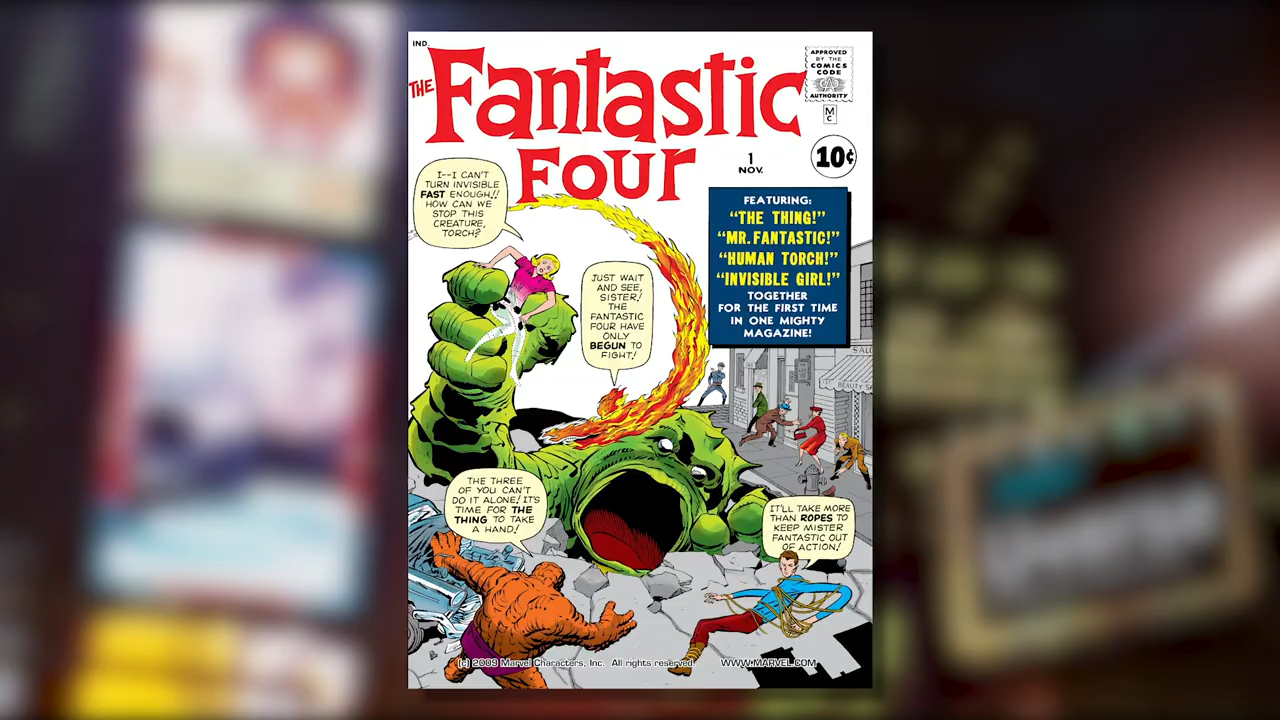 IND.
THE
Fantastic
Four
APPROVED
BY THE
COMICS
CODE
CA
AUTHORITY
M
C
1
NOV.
10¢
I--I CAN'T
TURN INVISIBLE
FAST ENOUGH!!
HOW CAN WE
STOP THIS
CREATURE,
TORCH?
FEATURING:
"THE THING!"
"MR. FANTASTIC!"
"HUMAN TORCH!"
"INVISIBLE GIRL!"
TOGETHER
FOR THE FIRST TIME
IN ONE MIGHTY
MAGAZINE!
JUST WAIT
AND SEE,
SISTER!
THE
FANTASTIC
FOUR HAVE
ONLY
BEGUN TO
FIGHT!
BEAUTY
THE THREE
OF YOU CAN'T
DO IT ALONE! IT'S
TIME FOR THE
THING TO TAKE
A HAND!
IT'LL TAKE MORE
THAN ROPES TO
KEEP MISTER
FANTASTIC OUT
OF ACTION!
(c) 2009 Marvel Characters, Inc. All rights reserved. WWW.MARVEL.COM